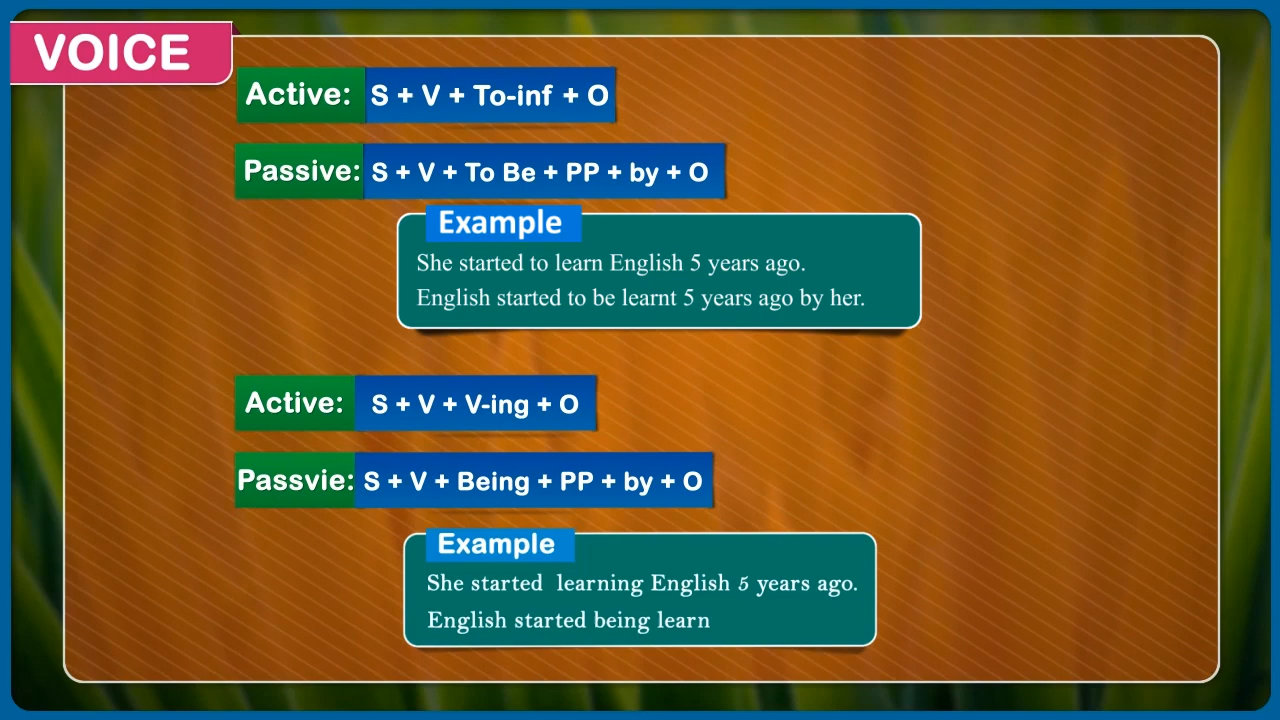 VOICE
Active: S + V + To-inf + O
Passive: S + V + To Be + PP + by + O
Example
She started to learn English 5 years ago.
English started to be learnt 5 years ago by her.
Active: S + V + V-ing + O
Passvie: S + V + Being + PP + by + O
Example
She started learning English 5 years ago.
English started being learn